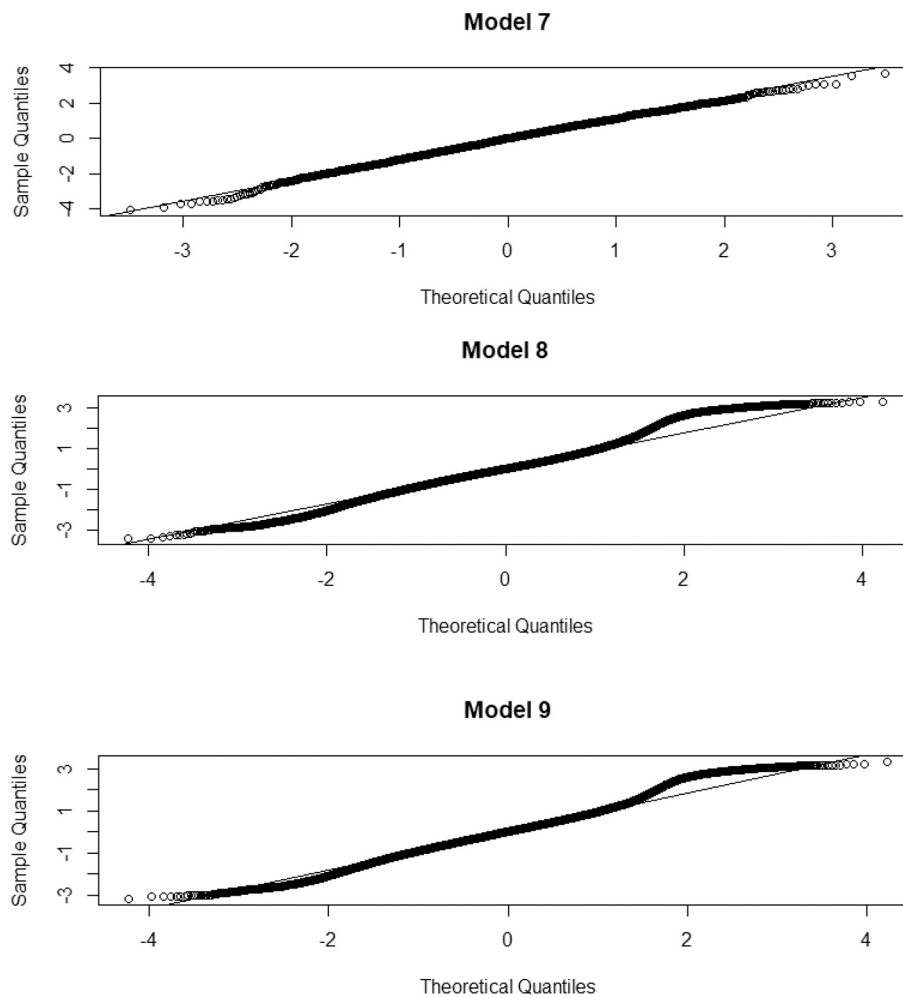 Model 7
Sample Quantiles
4
2
0
-2
-4
-3 -2 -1 0 1 2 3
Theoretical Quantiles
Model 8
Sample Quantiles
3
1
-1
-3
-4 -2 0 2 4
Theoretical Quantiles
Model 9
Sample Quantiles
3
1
-1
-3
-4 -2 0 2 4
Theoretical Quantiles